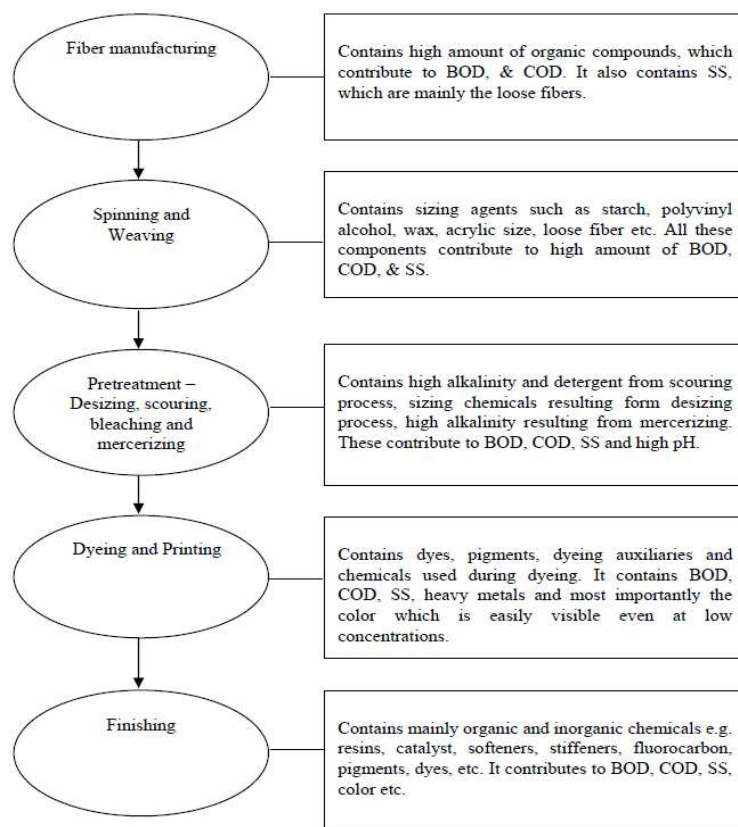 Fiber manufacturing
Contains high amount of organic compounds, which
contribute to BOD, & COD. It also contains SS,
which are mainly the loose fibers.
Spinning and
Weaving
Contains sizing agents such as starch, polyvinyl
alcohol, wax, acrylic size, loose fiber etc. All these
components contribute to high amount of BOD,
COD, & SS.
Pretreatment –
Desizing, scouring,
bleaching and
mercerizing
Contains high alkalinity and detergent from scouring
process, sizing chemicals resulting form desizing
process, high alkalinity resulting from mercerizing.
These contribute to BOD, COD, SS and high pH.
Dyeing and Printing
Contains dyes, pigments, dyeing auxiliaries and
chemicals used during dyeing. It contains BOD,
COD, SS, heavy metals and most importantly the
color which is easily visible even at low
concentrations.
Finishing
Contains mainly organic and inorganic chemicals e.g.
resins, catalyst, softeners, stiffeners, fluorocarbon,
pigments, dyes, etc. It contributes to BOD, COD, SS,
color etc.